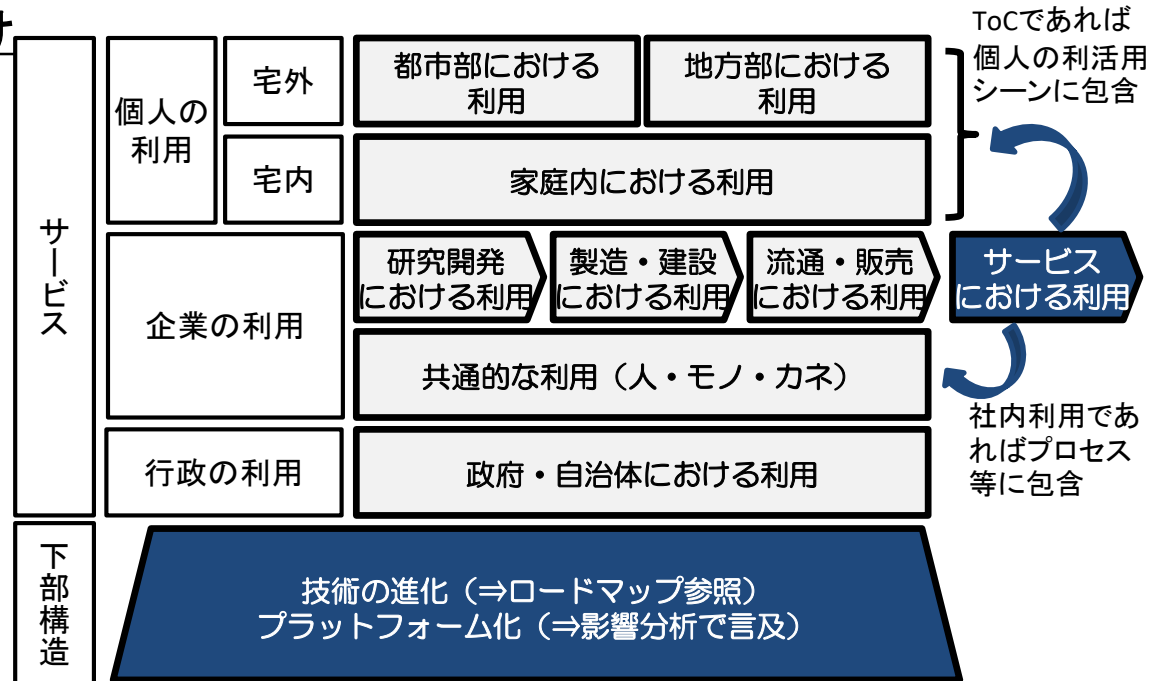 ToCであれば
個人の利活用
シーンに包含
サービス
個人の
利用
宅外
都市部における
利用
地方部における
利用
宅内
家庭内における利用
企業の利用
研究開発
における利用
製造・建設
における利用
流通・販売
における利用
サービス
における利用
共通的な利用（人・モノ・カネ）
社内利用であ
ればプロセス
等に包含
行政の利用
政府・自治体における利用
下部構造
技術の進化（⇒ロードマップ参照）
プラットフォーム化（⇒影響分析で言及）